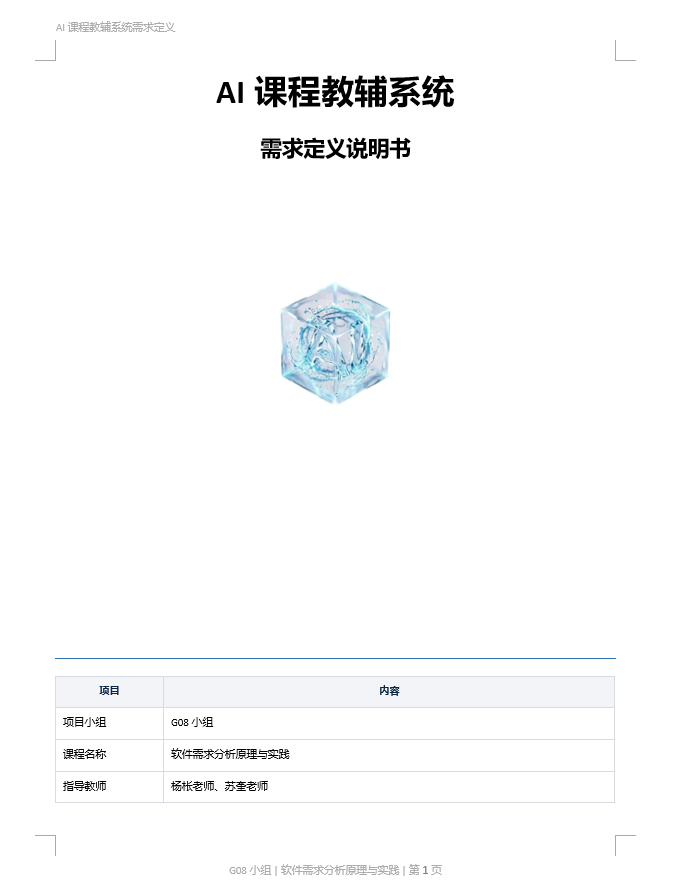 AI 课程教辅系统需求定义
AI 课程教辅系统
需求定义说明书
AI
项目 内容
项目小组 G08 小组
课程名称 软件需求分析原理与实践
指导教师 杨枨老师、苏奎老师
G08 小组 | 软件需求分析原理与实践 | 第 1 页